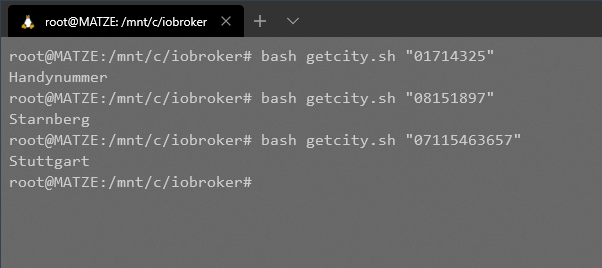 root@MATZE: /mnt/c/iobroker
root@MATZE:/mnt/c/iobroker# bash getcity.sh "01714325"
Handynummer
root@MATZE:/mnt/c/iobroker# bash getcity.sh "08151897"
Starnberg
root@MATZE:/mnt/c/iobroker# bash getcity.sh "07115463657"
Stuttgart
root@MATZE:/mnt/c/iobroker#